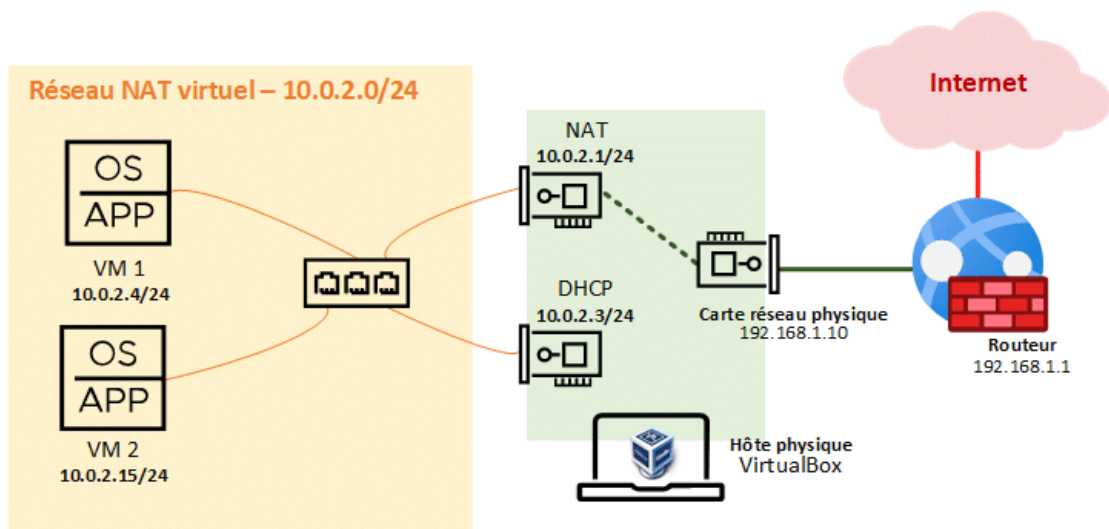 Réseau NAT virtuel – 10.0.2.0/24
OS
APP
VM 1
10.0.2.4/24
OS
APP
VM 2
10.0.2.15/24
NAT
10.0.2.1/24
DHCP
10.0.2.3/24
Carte réseau physique
192.168.1.10
Hôte physique
VirtualBox
Internet
Routeur
192.168.1.1